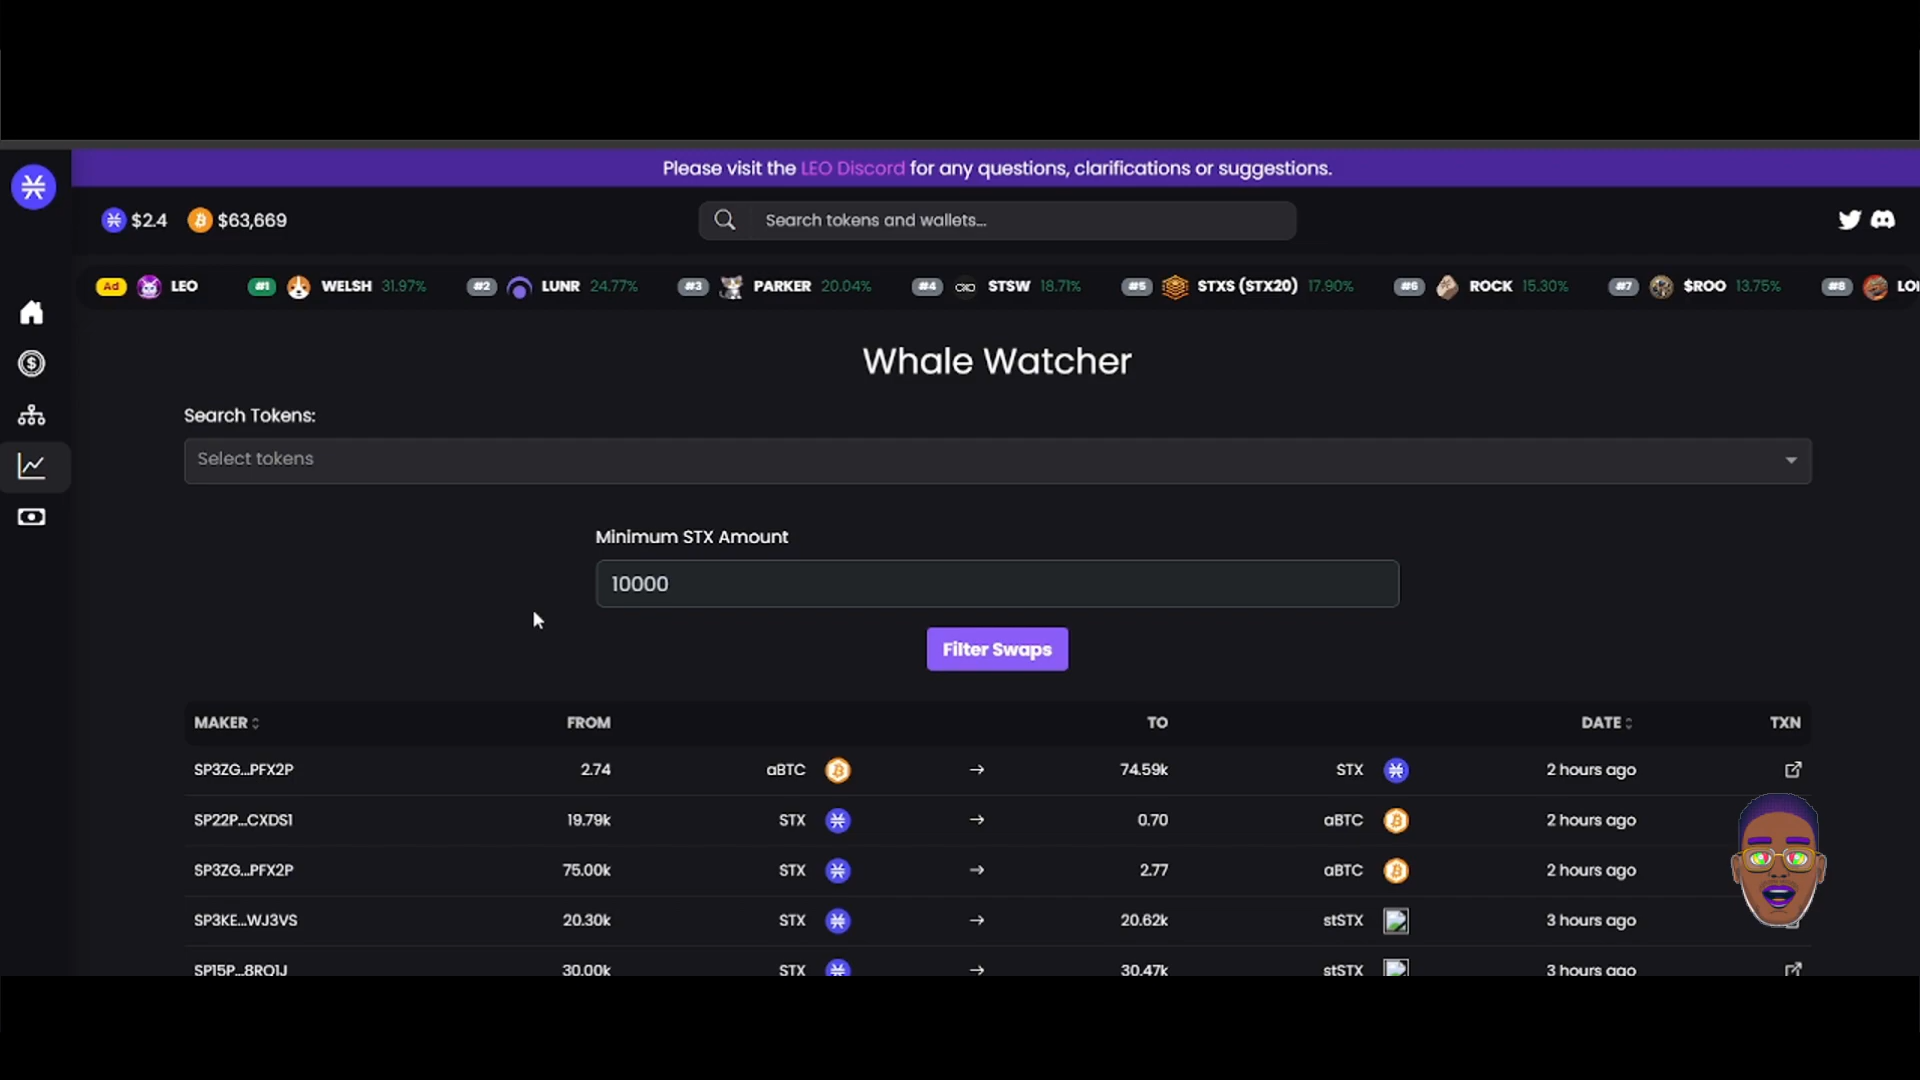 Please visit the LEO Discord for any questions, clarifications or suggestions.
$2.4 $63,669 Search tokens and wallets...
Ad LEO #1 WELSH 31.97% #2 LUNR 24.77% #3 PARKER 20.04% #4 STSW 18.71% #5 STXS (STX20) 17.90% #6 ROCK 15.30% #7 $ROO 13.75% #8
Whale Watcher
Search Tokens:
Select tokens
Minimum STX Amount
10000
Filter Swaps
MAKER FROM TO DATE TXN
SP3ZG...PFX2P 2.74 aBTC → 74.59k STX 2 hours ago
SP22P...CXDS1 19.79k STX → 0.70 aBTC 2 hours ago
SP3ZG...PFX2P 75.00k STX → 2.77 aBTC 2 hours ago
SP3KE...WJ3VS 20.30k STX → 20.62k stSTX 3 hours ago
SP15P...8RQ1J 30.00k STX → 30.47k stSTX 3 hours ago